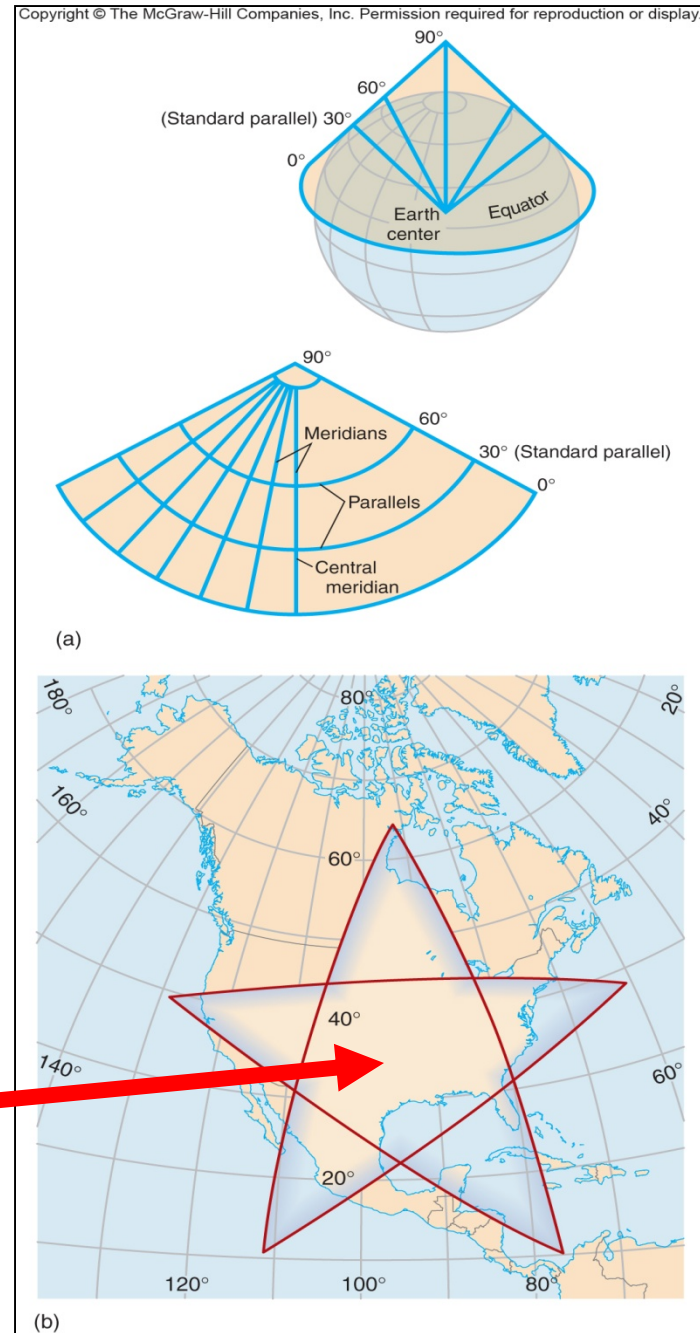 Copyright © The McGraw-Hill Companies, Inc. Permission required for reproduction or display.
90°
60°
(Standard parallel) 30°
0°
Earth
center
Equator
90°
60°
Meridians
30° (Standard parallel)
0°
Parallels
Central
meridian
(a)
180°
80°
20°
160°
40°
60°
40°
140°
60°
20°
120°
100°
80°
(b)